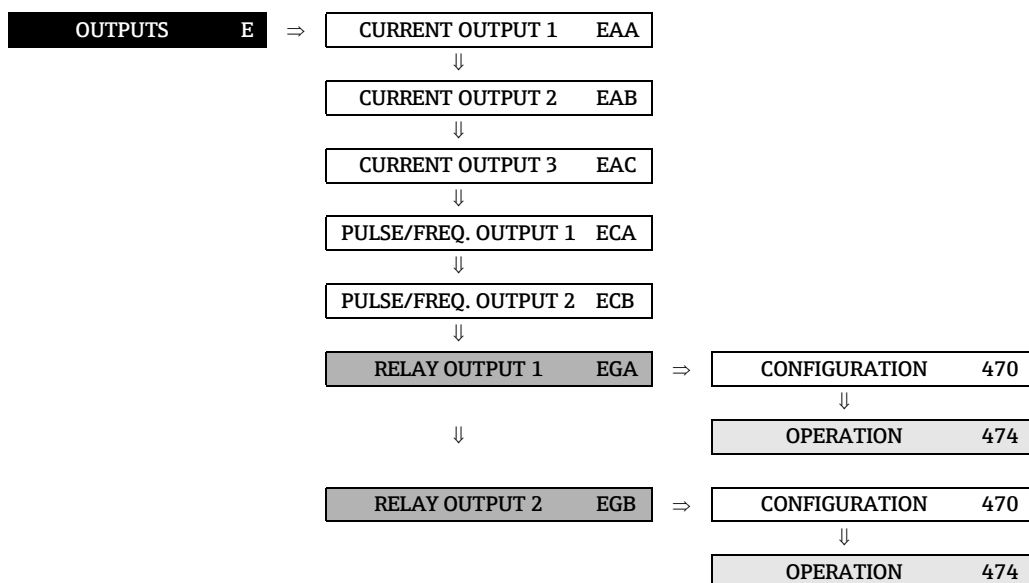 OUTPUTS E ⇒ CURRENT OUTPUT 1 EAA
⇓
CURRENT OUTPUT 2 EAB
⇓
CURRENT OUTPUT 3 EAC
⇓
PULSE/FREQ. OUTPUT 1 ECA
⇓
PULSE/FREQ. OUTPUT 2 ECB
⇓
RELAY OUTPUT 1 EGA ⇒ CONFIGURATION 470
⇓
⇓ OPERATION 474
RELAY OUTPUT 2 EGB ⇒ CONFIGURATION 470
⇓
OPERATION 474